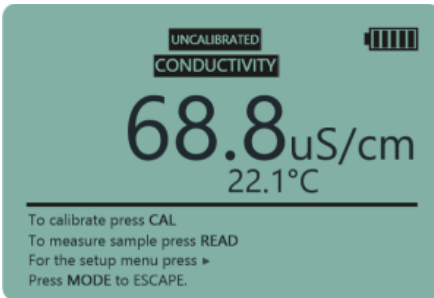 UNCALIBRATED
CONDUCTIVITY
68.8uS/cm
22.1°C
To calibrate press CAL
To measure sample press READ
For the setup menu press ►
Press MODE to ESCAPE.